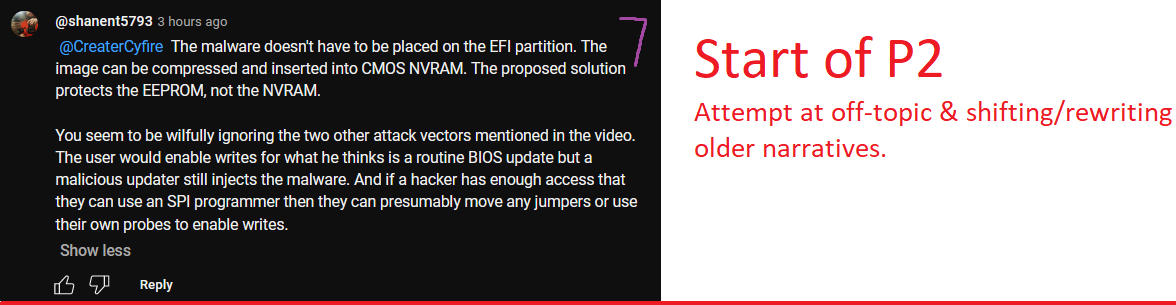 @shanent5793 3 hours ago
@CreaterCyfire The malware doesn't have to be placed on the EFI partition. The
image can be compressed and inserted into CMOS NVRAM. The proposed solution
protects the EEPROM, not the NVRAM.
You seem to be wilfully ignoring the two other attack vectors mentioned in the video.
The user would enable writes for what he thinks is a routine BIOS update but a
malicious updater still injects the malware. And if a hacker has enough access that
they can use an SPI programmer then they can presumably move any jumpers or use
their own probes to enable writes.
Show less
Reply
7
Start of P2
Attempt at off-topic & shifting/rewriting
older narratives.